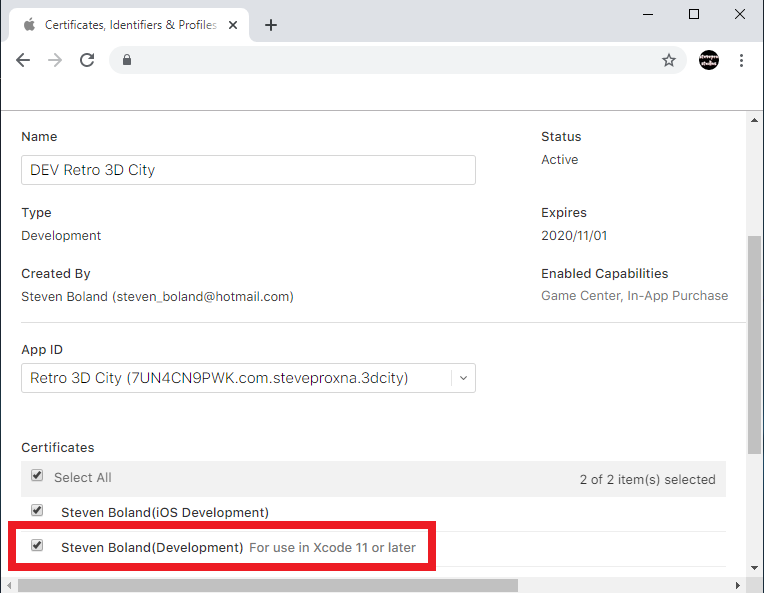 Certificates, Identifiers & Profiles
Name
Status
DEV Retro 3D City
Active
Type
Expires
Development
2020/11/01
Created By
Enabled Capabilities
Steven Boland (steven_boland@hotmail.com)
Game Center, In-App Purchase
App ID
Retro 3D City (7UN4CN9PWK.com.steveproxna.3dcity)
Certificates
Select All
2 of 2 item(s) selected
Steven Boland(iOS Development)
Steven Boland(Development) For use in Xcode 11 or later